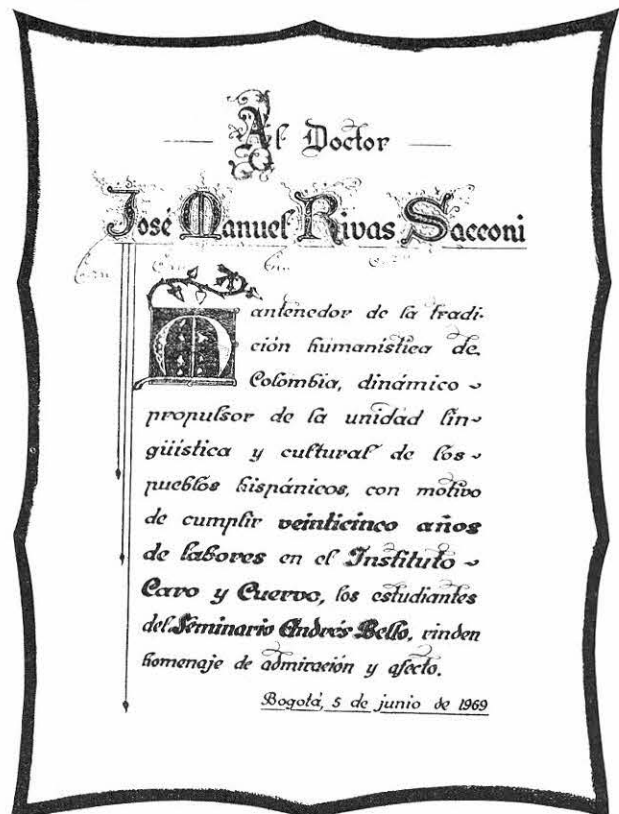 Al Doctor
José Manuel Rivas Sacconi
Mantenedor de la tradi-
ción humanística de
Colombia, dinámico
propulsor de la unidad lin-
güística y cultural de los
pueblos hispánicos, con motivo
de cumplir veinticinco años
de labores en el Instituto
Caro y Cuervo, los estudiantes
del Seminario Andrés Bello, rinden
homenaje de admiración y afecto.
Bogotá, 5 de junio de 1969